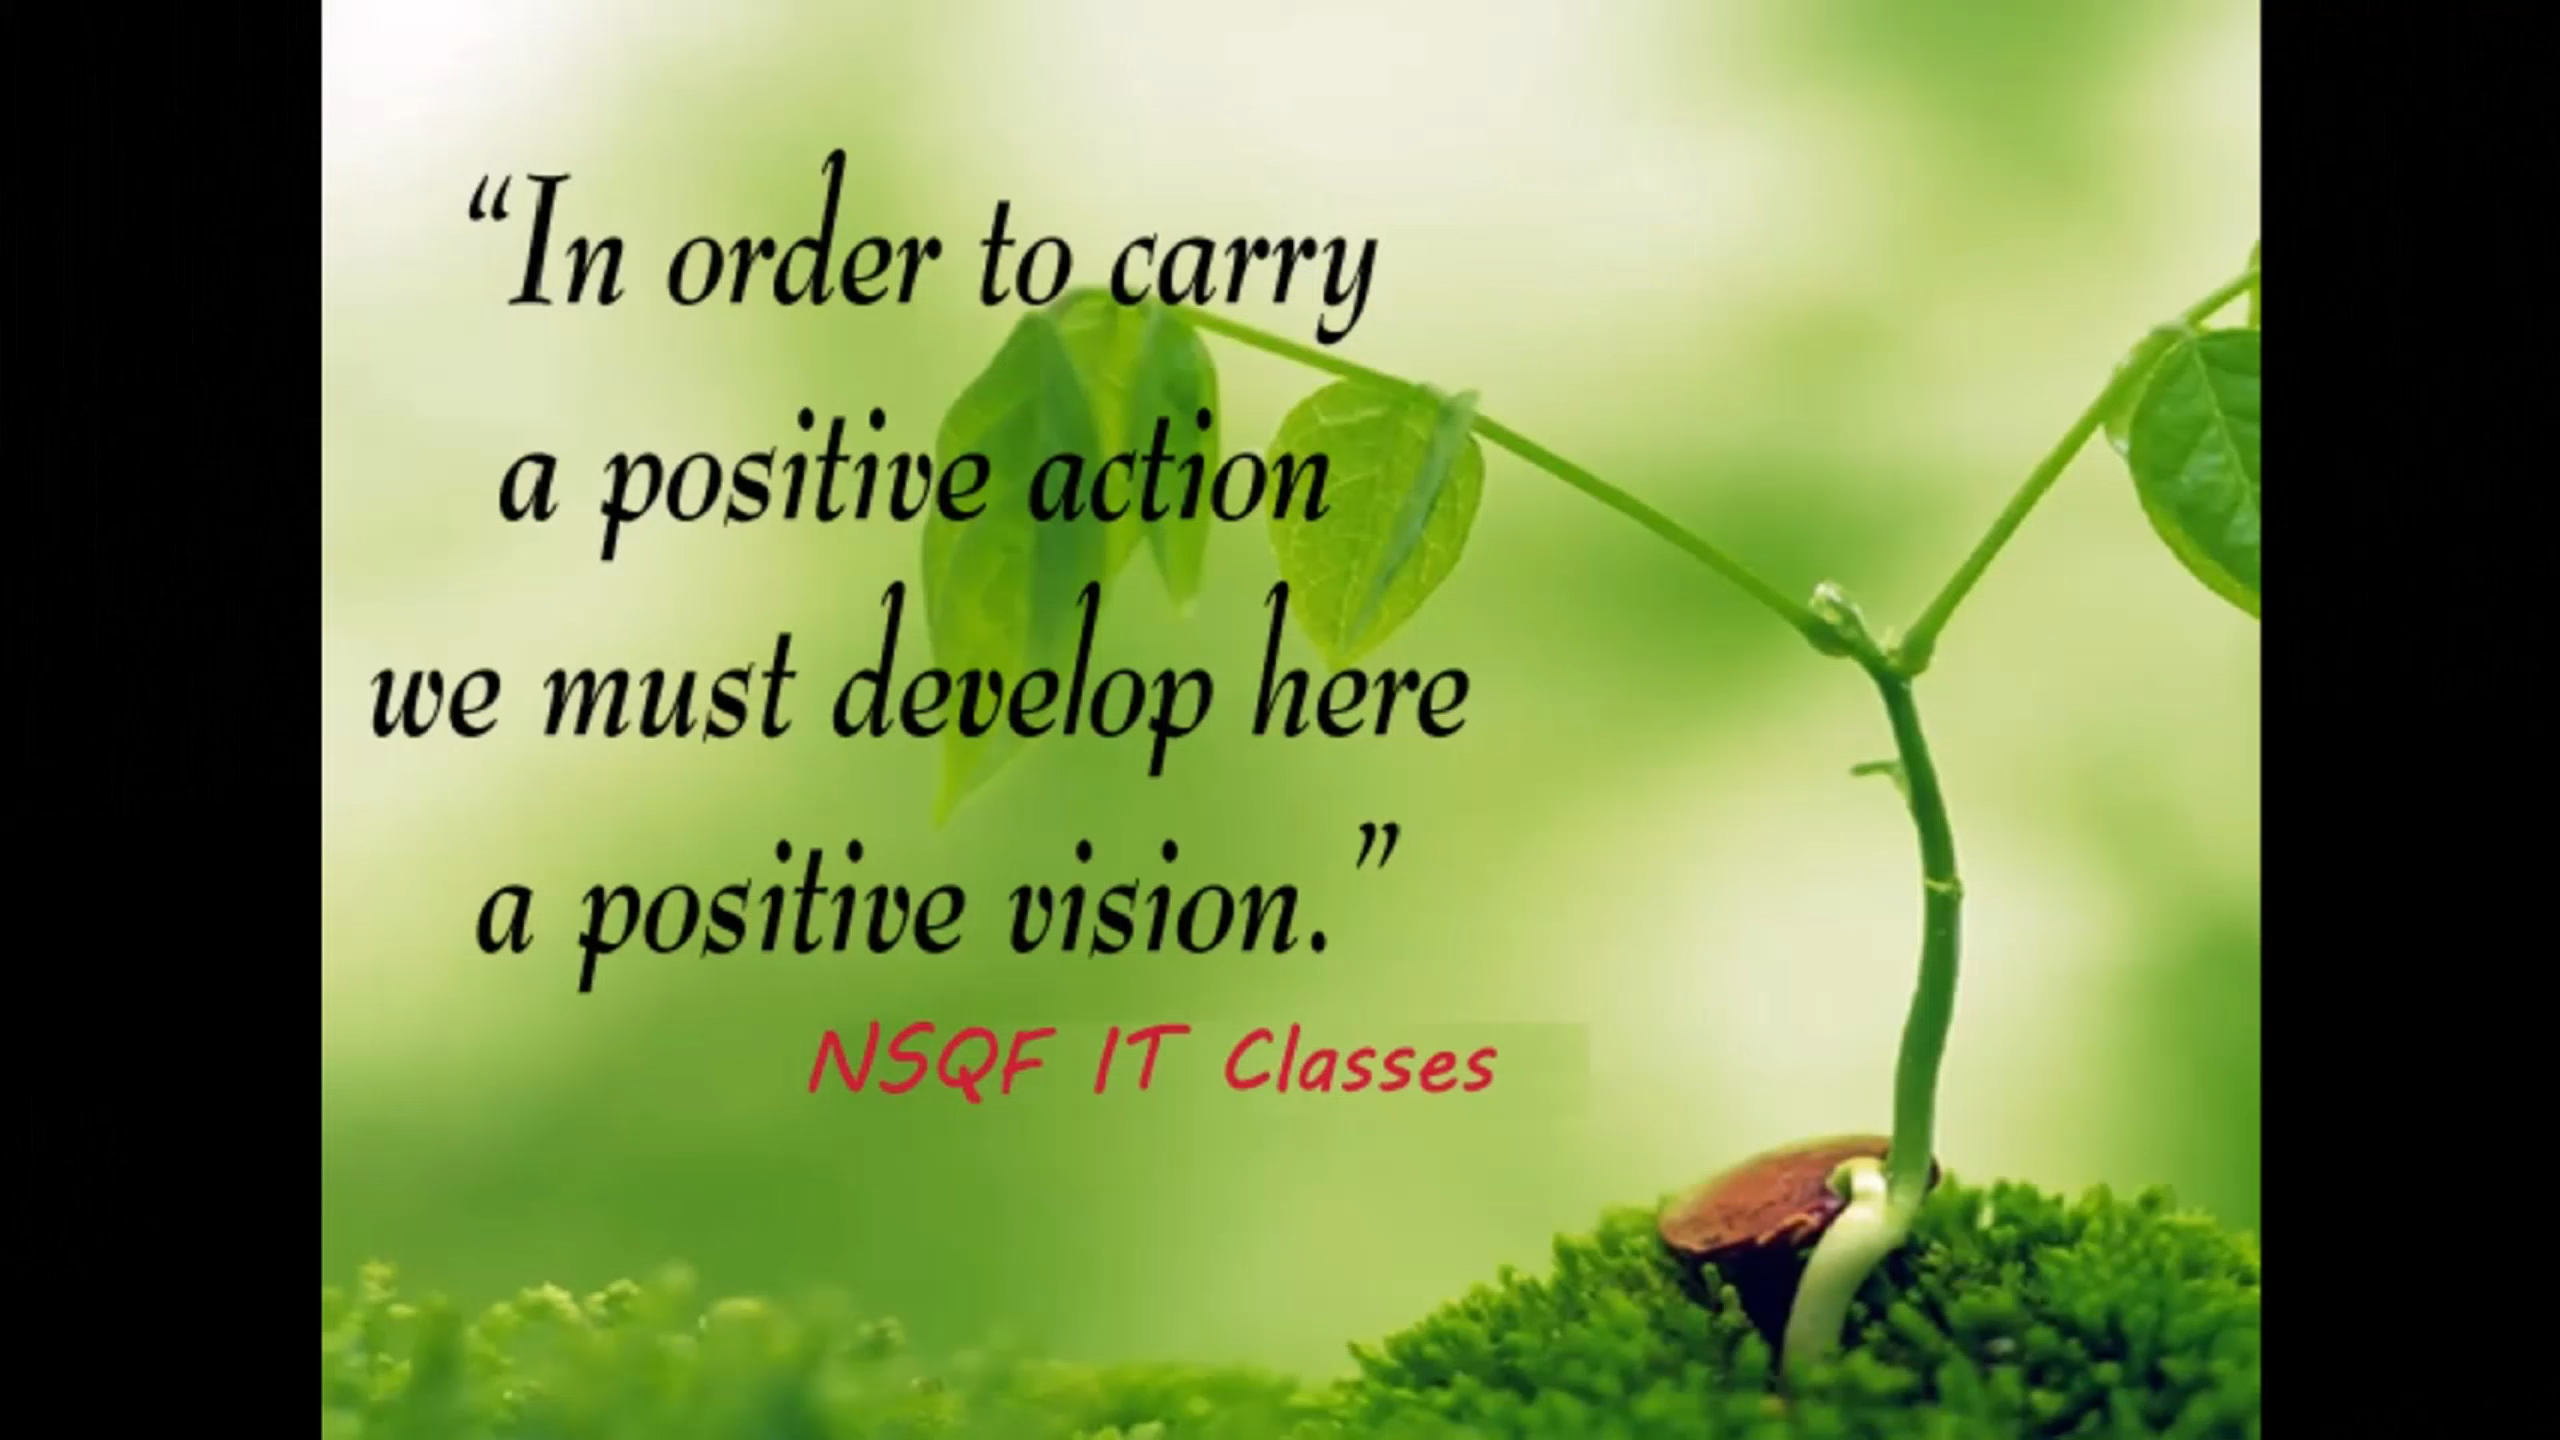 “In order to carry
a positive action
we must develop here
a positive vision.”
NSQF IT Classes